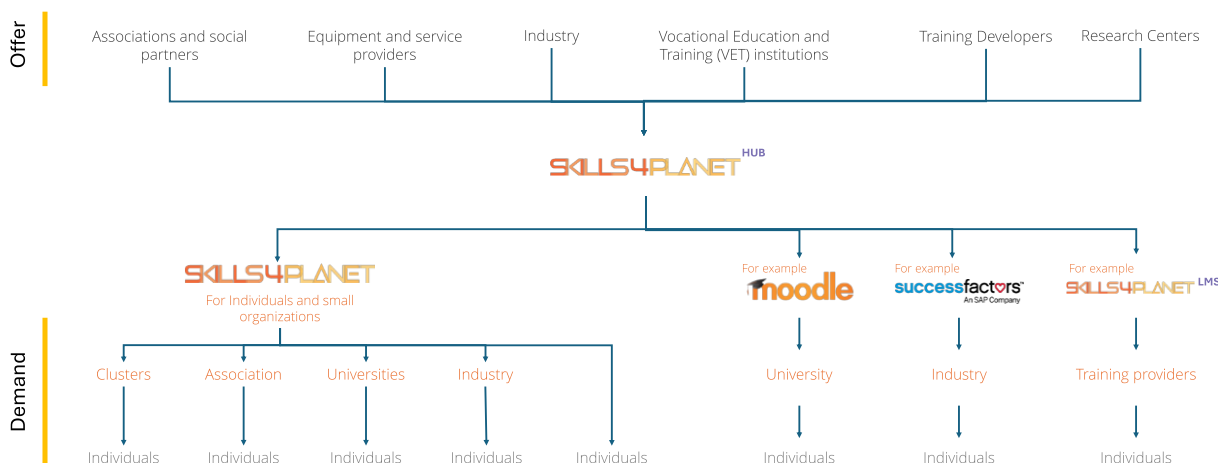 Offer
Associations and social
partners
Equipment and service
providers
Industry
Vocational Education and
Training (VET) institutions
Training Developers
Research Centers
SKILLS4PLANET HUB
SKILLS4PLANET
For Individuals and small
organizations
For example
moodle
For example
successfactors™
An SAP Company
For example
SKILLS4PLANET LMS
Demand
Clusters
Association
Universities
Industry
University
Industry
Training providers
Individuals
Individuals
Individuals
Individuals
Individuals
Individuals
Individuals
Individuals